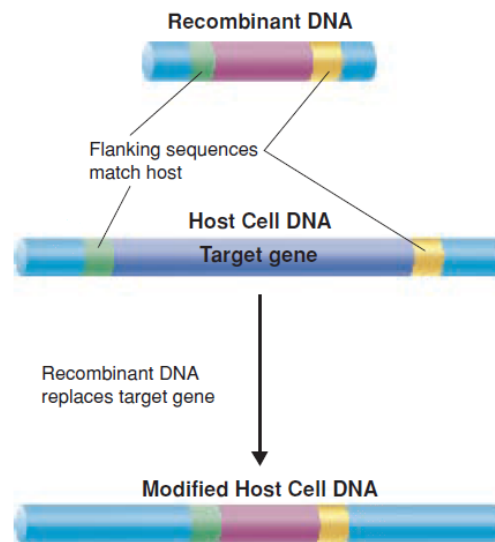 Recombinant DNA
Flanking sequences
match host
Host Cell DNA
Target gene
Recombinant DNA
replaces target gene
Modified Host Cell DNA